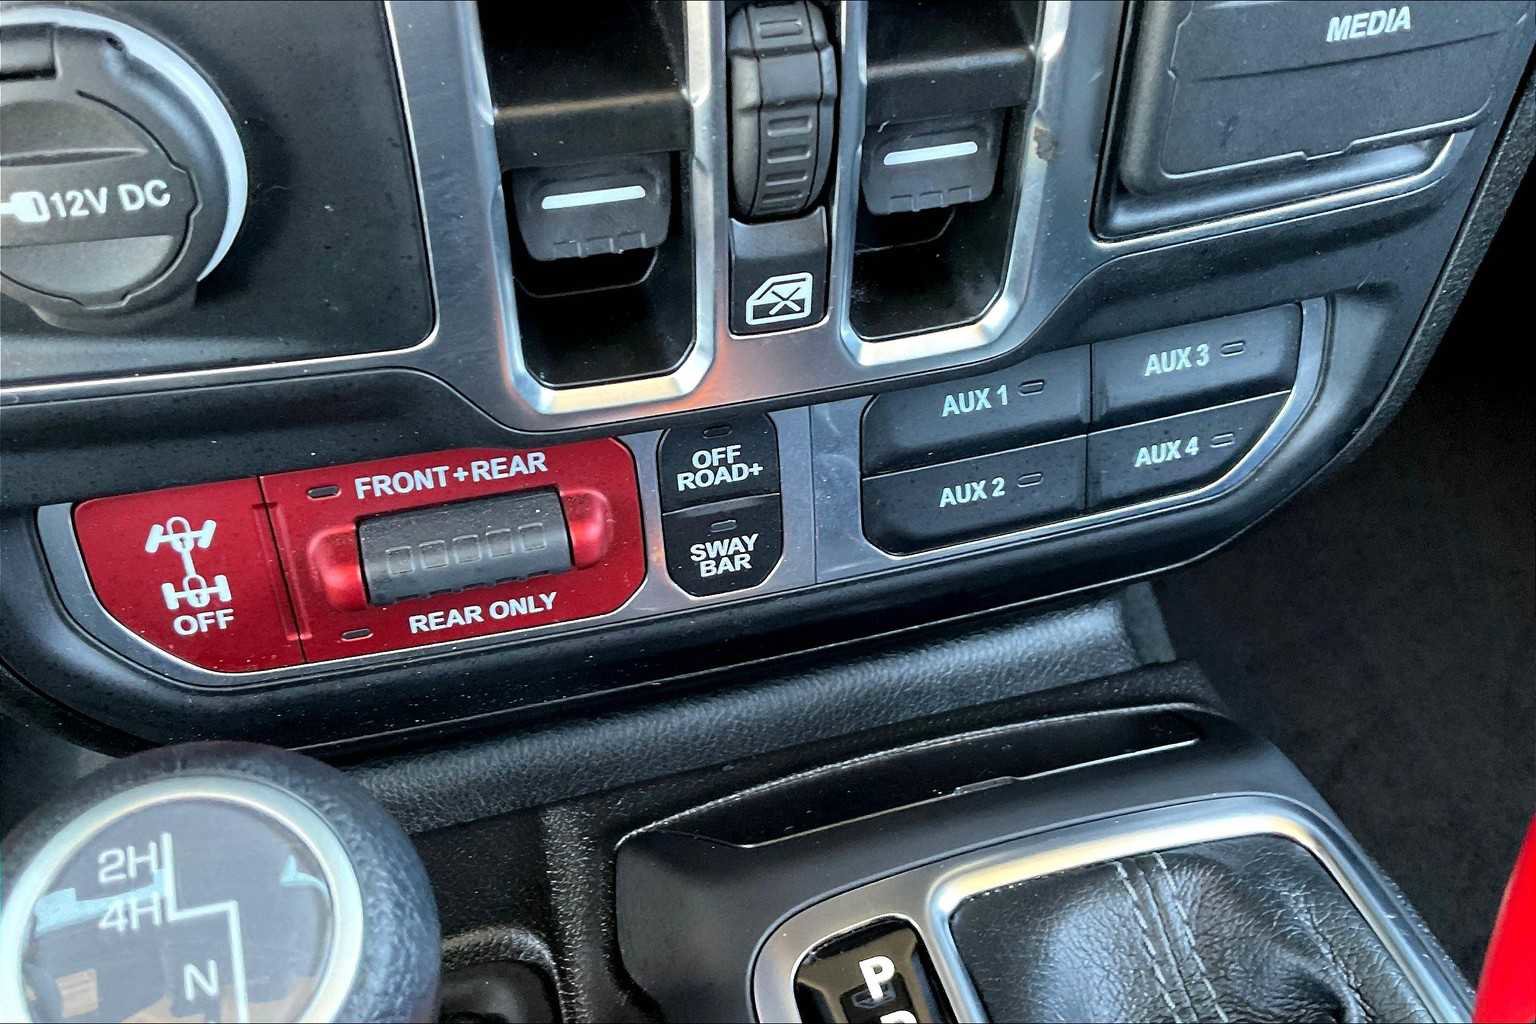 MEDIA
12V DC
AUX 1
AUX 3
AUX 2
AUX 4
OFF
ROAD+
SWAY
BAR
FRONT+REAR
REAR ONLY
OFF
2H
4H
N
P